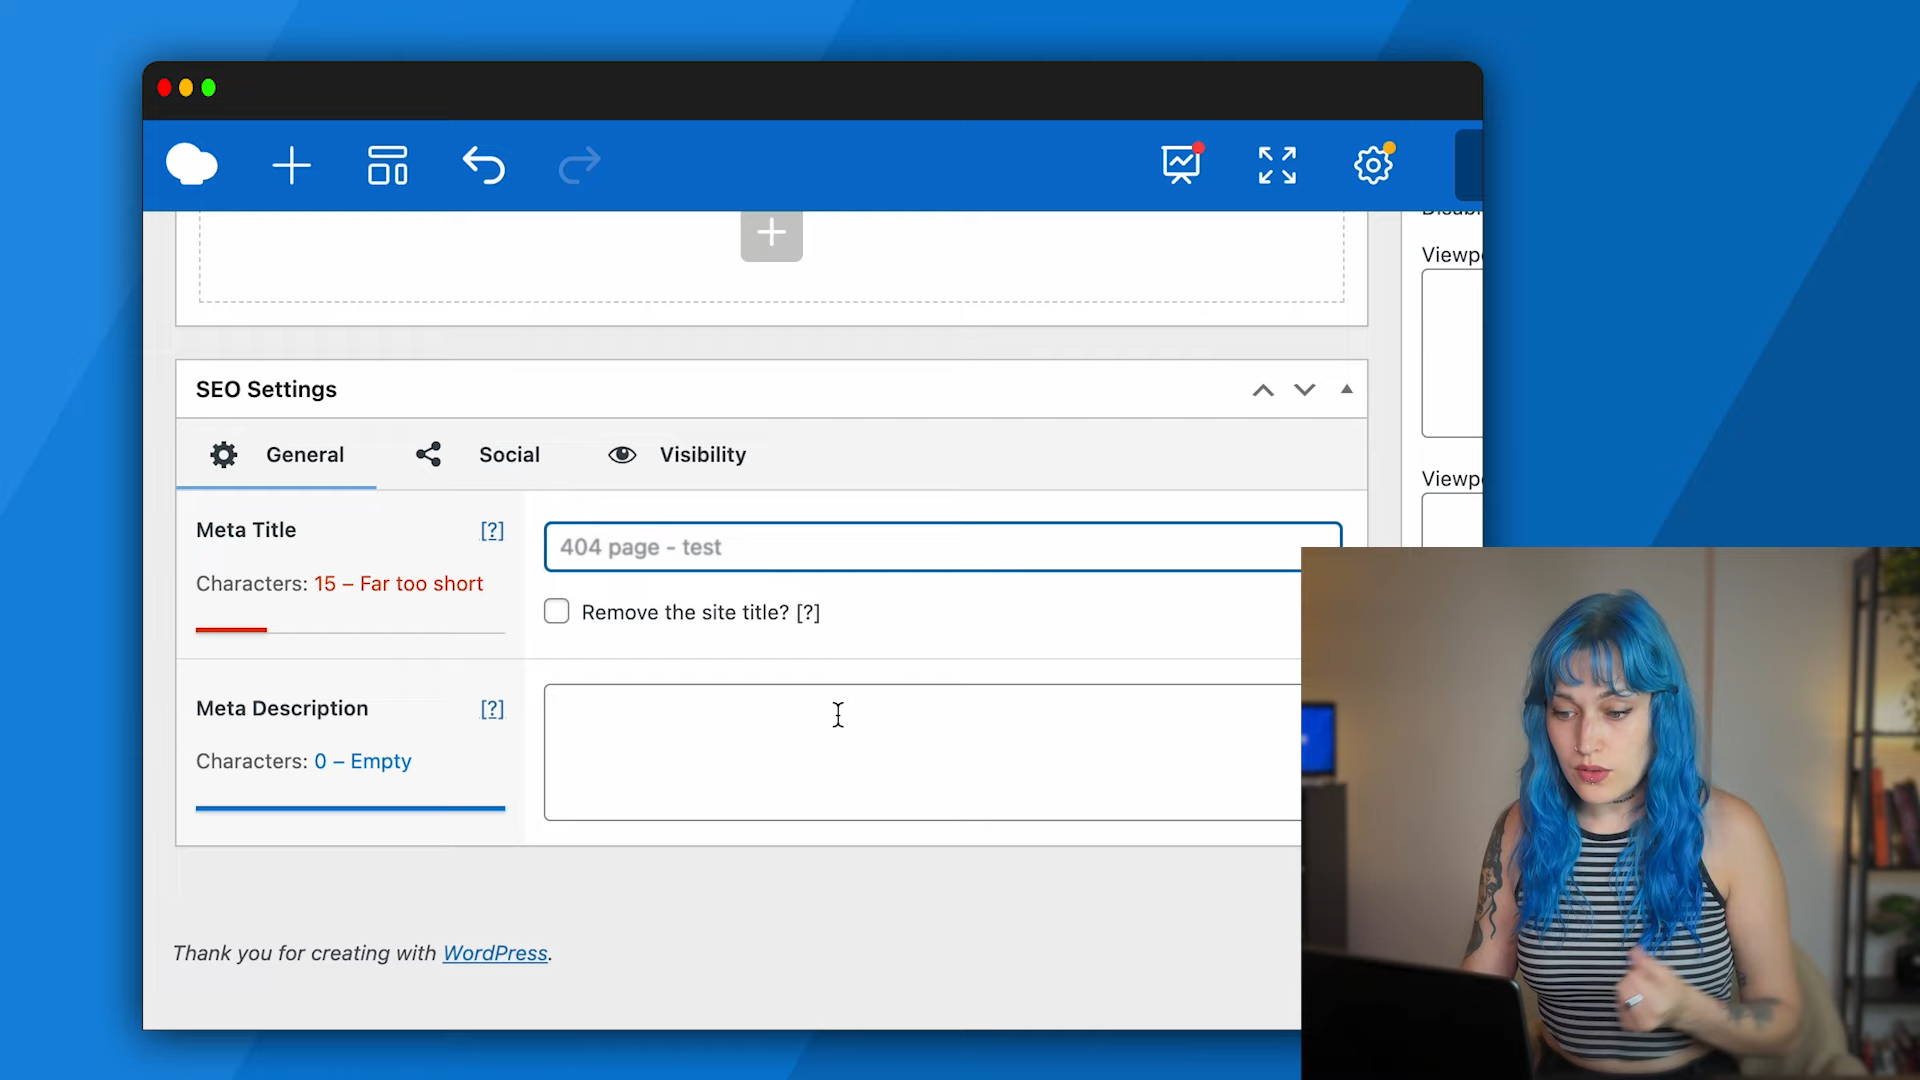 Viewp
SEO Settings
General
Social
Visibility
Meta Title
[?]
404 page - test
Characters: 15 – Far too short
Remove the site title? [?]
Viewp
Meta Description
[?]
Characters: 0 – Empty
Thank you for creating with WordPress.